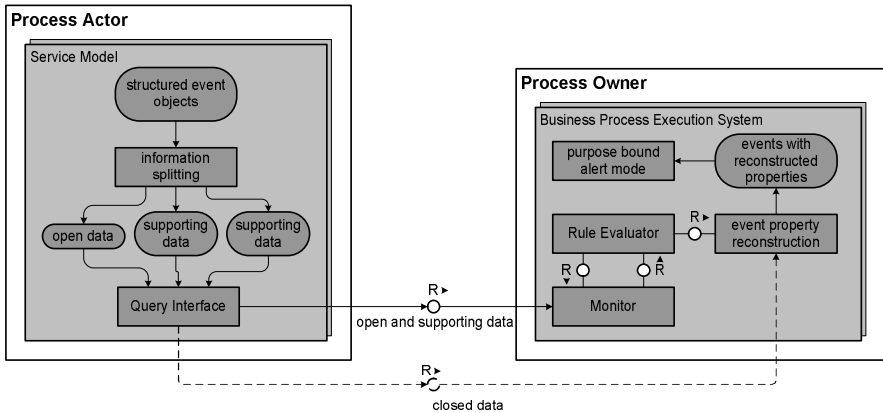 Process Actor
Service Model
structured event
objects
information
splitting
open data
supporting
data
supporting
data
Query Interface
R ►
open and supporting data
R ►
closed data
Process Owner
Business Process Execution System
purpose bound
alert mode
events with
reconstructed
properties
Rule Evaluator
R ►
event property
reconstruction
R
R
Monitor